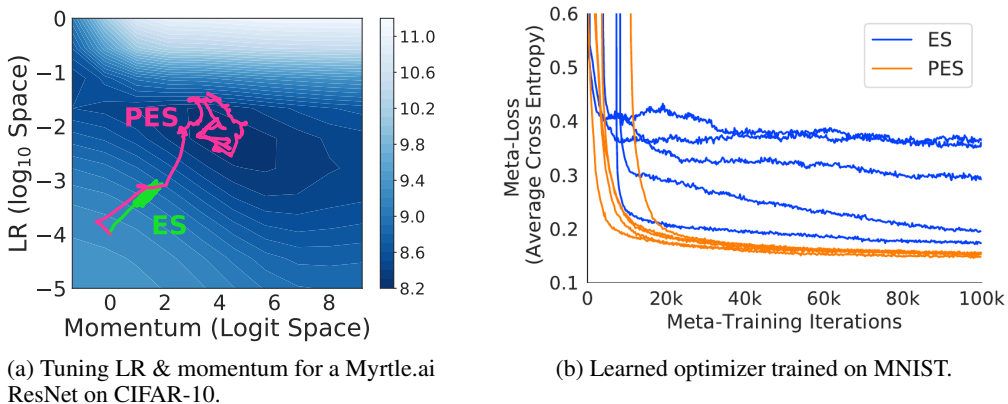 0
−1
−2
−3
−4
−5
LR (log10 Space)
0 2 4 6 8
Momentum (Logit Space)
PES
ES
11.0
10.6
10.2
9.8
9.4
9.0
8.6
8.2
0.6
0.5
0.4
0.3
0.2
0.1
Meta-Loss
(Average Cross Entropy)
0 20k 40k 60k 80k 100k
Meta-Training Iterations
ES
PES
(a) Tuning LR & momentum for a Myrtle.ai
ResNet on CIFAR-10.
(b) Learned optimizer trained on MNIST.